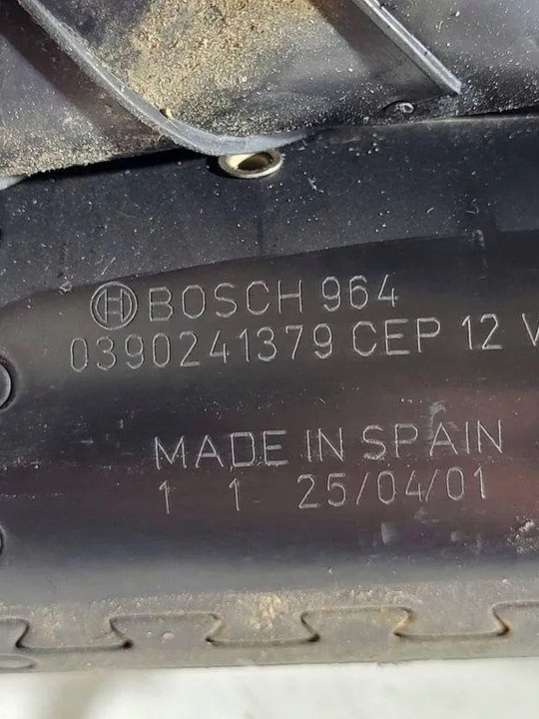 BOSCH 964
0390241379 CEP 12 V
MADE IN SPAIN
1 1 25/04/01